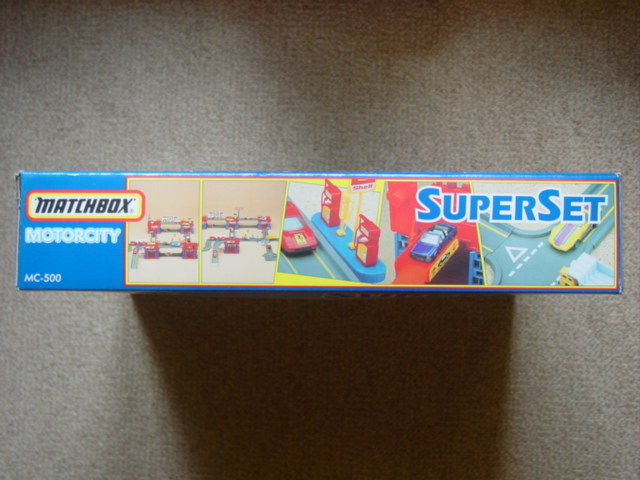 MATCHBOX
MOTORCITY
MC-500
Shell
SUPERSET